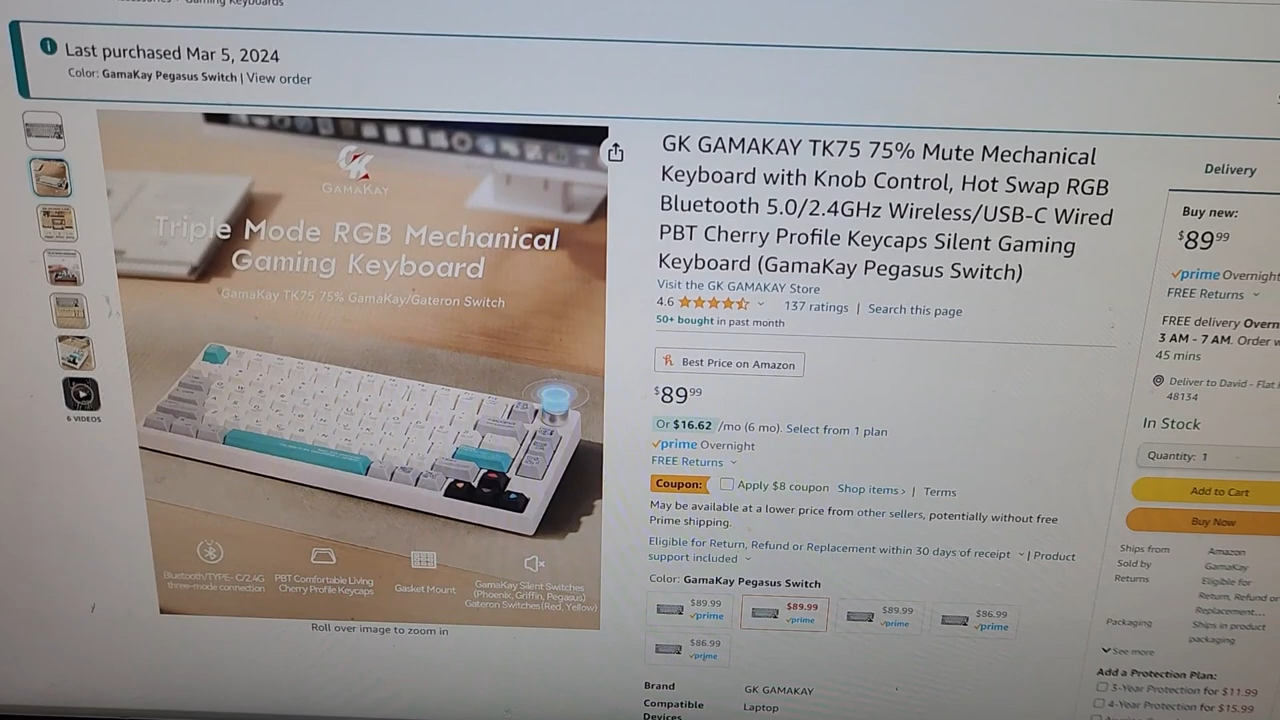 Gaming Keyboards
Last purchased Mar 5, 2024
Color: GamaKay Pegasus Switch | View order
6 VIDEOS
GK
GAMAKAY
Triple Mode RGB Mechanical
Gaming Keyboard
GamaKay TK75 75% GamaKay/Gateron Switch
Bluetooth/TYPE-C/2.4G
three-mode connection
PBT Comfortable Living
Cherry Profile Keycaps
Gasket Mount
GamaKay Silent Switches
(Phoenix, Griffin, Pegasus)
Gateron Switches(Red, Yellow)
Roll over image to zoom in
GK GAMAKAY TK75 75% Mute Mechanical
Keyboard with Knob Control, Hot Swap RGB
Bluetooth 5.0/2.4GHz Wireless/USB-C Wired
PBT Cherry Profile Keycaps Silent Gaming
Keyboard (GamaKay Pegasus Switch)
Visit the GK GAMAKAY Store
4.6 137 ratings | Search this page
50+ bought in past month
Best Price on Amazon
$89.99
Or $16.62 /mo (6 mo). Select from 1 plan
prime Overnight
FREE Returns
Coupon: Apply $8 coupon Shop items > | Terms
May be available at a lower price from other sellers, potentially without free
Prime shipping.
Eligible for Return, Refund or Replacement within 30 days of receipt | Product
support included
Color: GamaKay Pegasus Switch
$89.99 prime
$89.99 prime
$89.99 prime
$86.99 prime
$86.99 prime
Brand GK GAMAKAY
Compatible Laptop
Devices
Delivery
Buy new:
$89.99
prime Overnight
FREE Returns
FREE delivery Overn
3 AM - 7 AM. Order w
45 mins
Deliver to David - Flat
48134
In Stock
Quantity: 1
Add to Cart
Buy Now
Ships from Amazon
Sold by GamaKay
Returns Eligible for
Return, Refund or
Replacement...
Packaging Ships in product
packaging
See more
Add a Protection Plan:
3-Year Protection for $11.99
4-Year Protection for $15.99